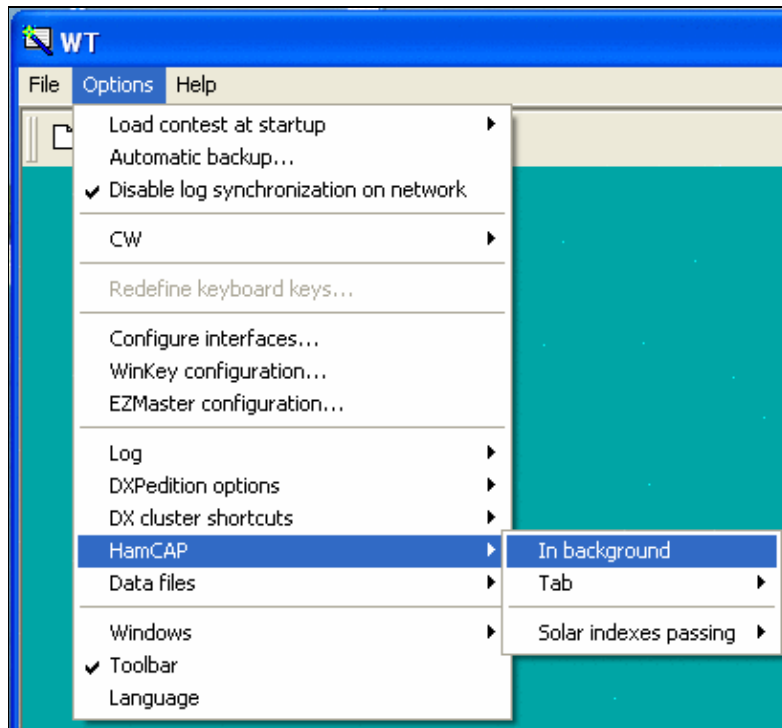 WT
File Options Help
Load contest at startup
Automatic backup...
Disable log synchronization on network
CW
Redefine keyboard keys...
Configure interfaces...
WinKey configuration...
EZMaster configuration...
Log
DXPedition options
DX cluster shortcuts
HamCAP
In background
Data files
Tab
Windows
Solar indexes passing
Toolbar
Language